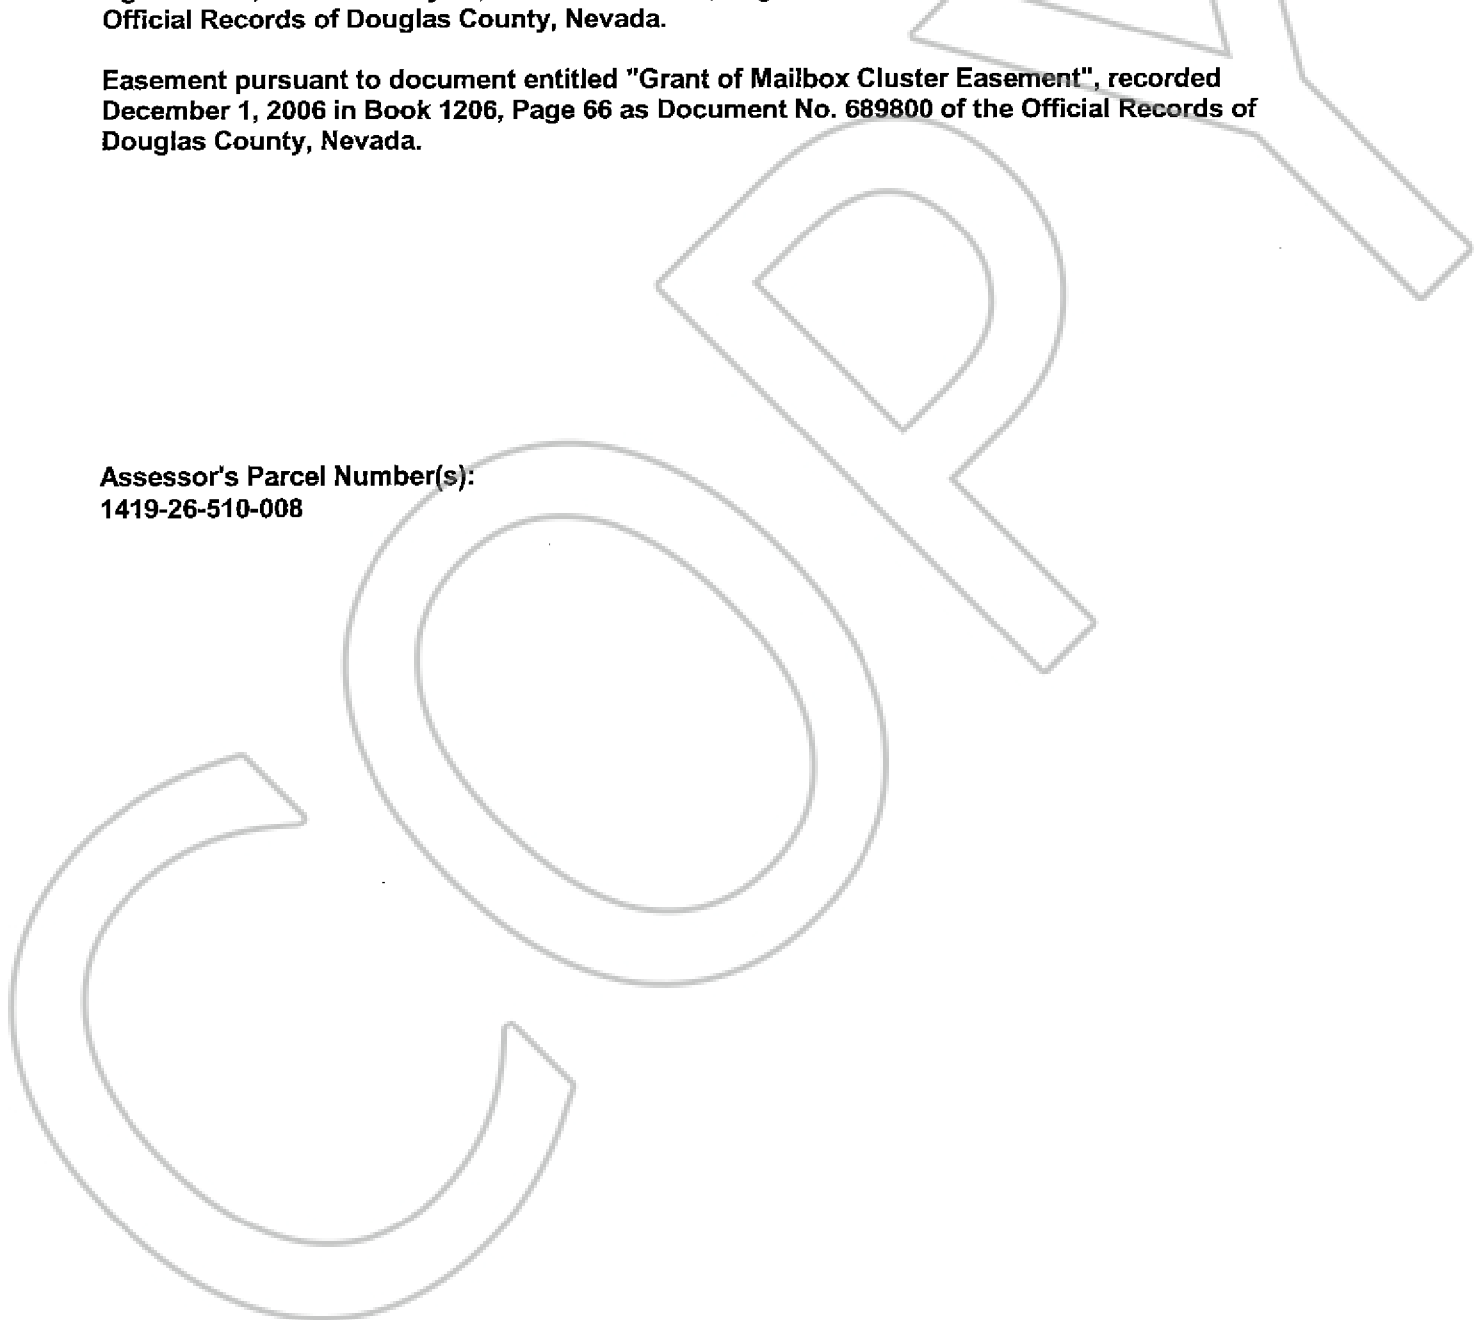 Official Records of Douglas County, Nevada.
Easement pursuant to document entitled "Grant of Mailbox Cluster Easement", recorded
December 1, 2006 in Book 1206, Page 66 as Document No. 689800 of the Official Records of
Douglas County, Nevada.
Assessor's Parcel Number(s):
1419-26-510-008
COPY